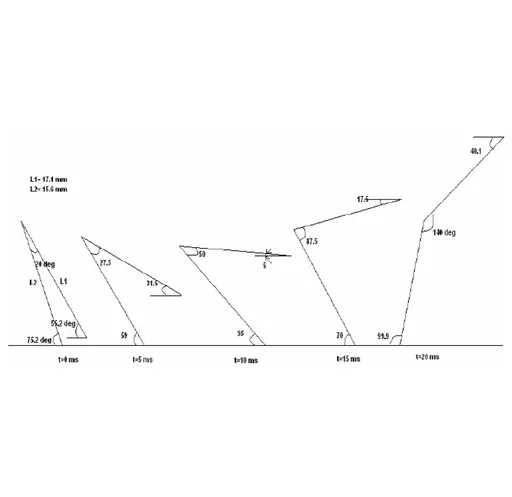 L1= 17.1 mm
L2= 15.6 mm
40.1
17.5
140 deg
87.5
50
5
20 deg
27.5
L2
L1
31.5
55.2 deg
75.2 deg
59
55
70
91.9
t=0 ms
t=5 ms
t=10 ms
t=15 ms
t=20 ms